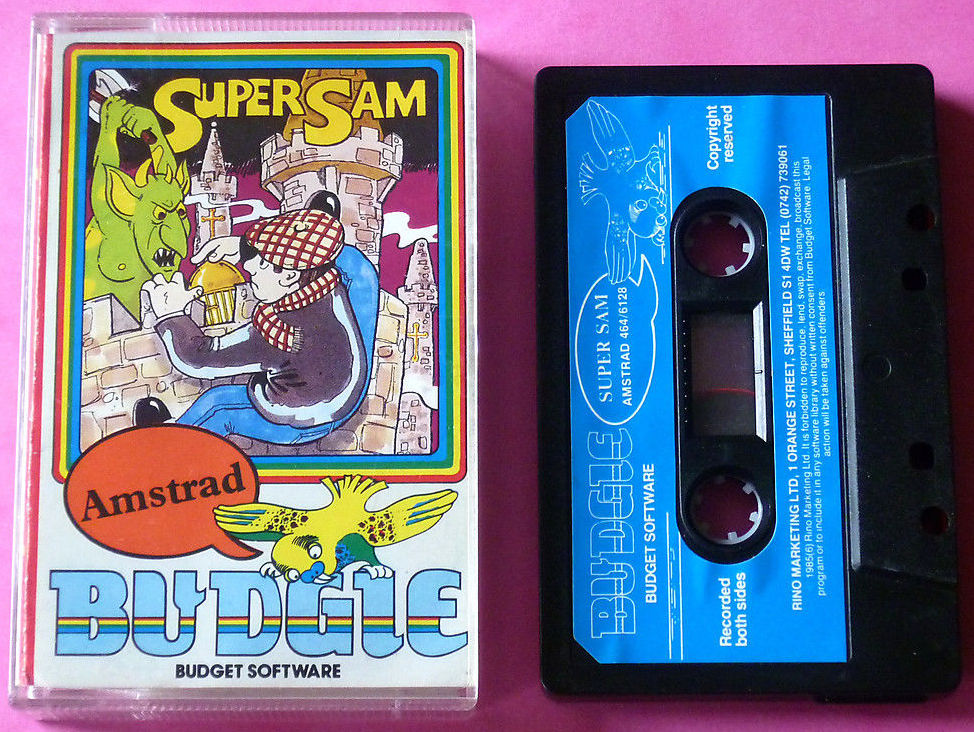 SUPER SAM
Amstrad
BUDGIE
BUDGET SOFTWARE
BUDGIE
BUDGET SOFTWARE
SUPER SAM
AMSTRAD 464/6128
Copyright
reserved
Recorded
both sides
RINO MARKETING LTD, 1 ORANGE STREET, SHEFFIELD S1 4DW TEL (0742) 739061
1985(6) Rino Marketing Ltd. It is forbidden to reproduce, lend, swap, exchange, broadcast this
program or to include it in any software library without written consent from Budget Software. Legal
action will be taken against offenders